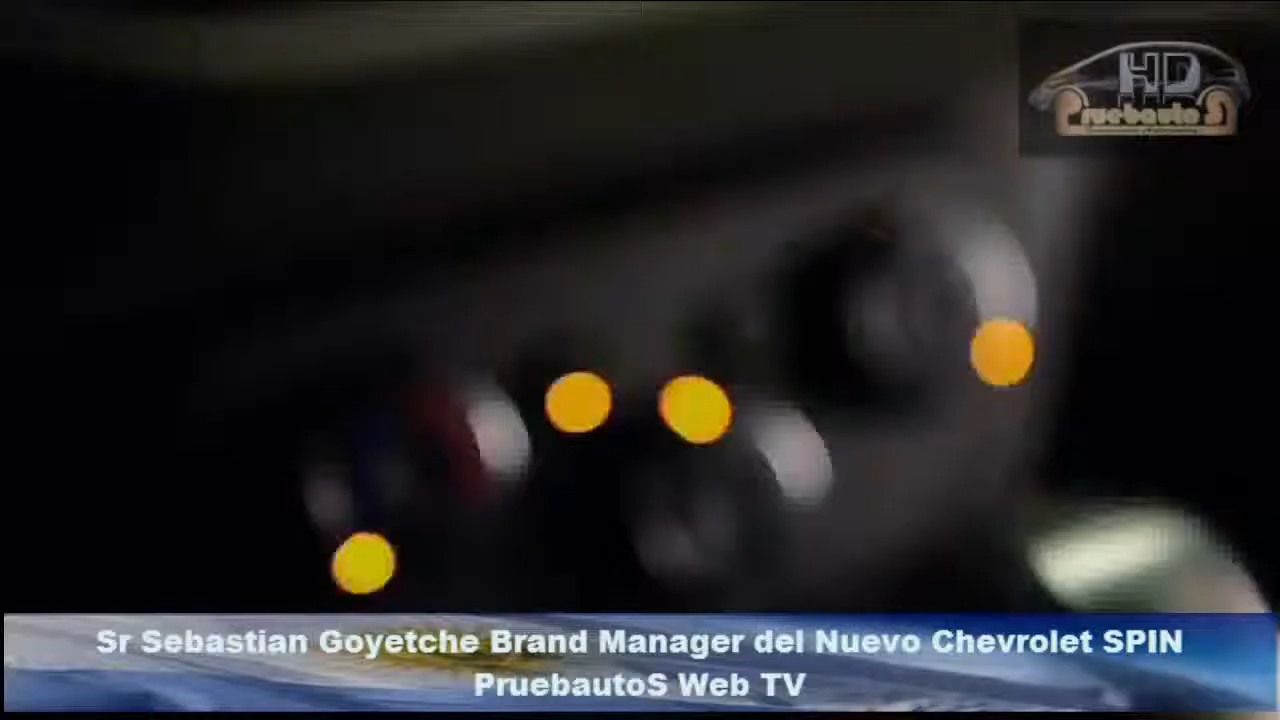 HD
PruebautoS
Sr Sebastian Goyetche Brand Manager del Nuevo Chevrolet SPIN
PruebautoS Web TV